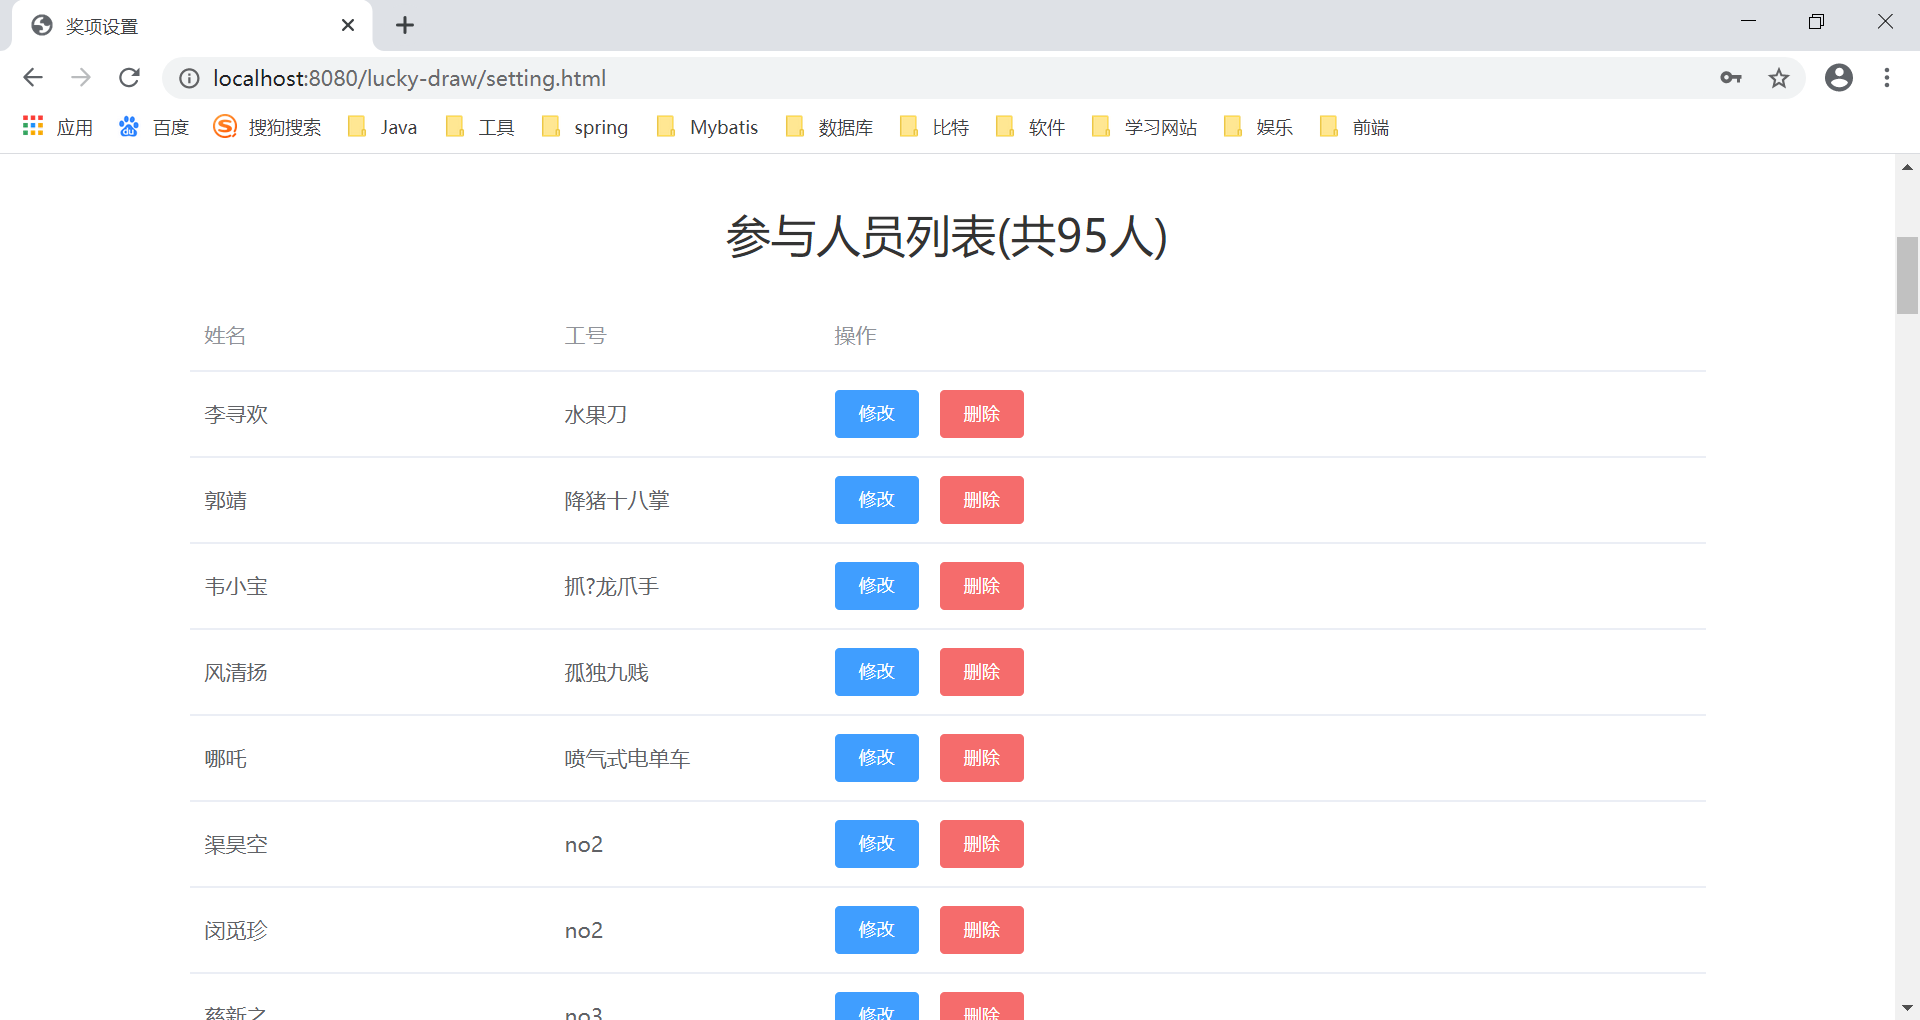 奖项设置
localhost:8080/lucky-draw/setting.html
应用 百度 搜狗搜索 Java 工具 spring Mybatis 数据库 比特 软件 学习网站 娱乐 前端
参与人员列表(共95人)
姓名 工号 操作
李寻欢 水果刀 修改 删除
郭靖 降猪十八掌 修改 删除
韦小宝 抓?龙爪手 修改 删除
风清扬 孤独九贱 修改 删除
哪吒 喷气式电单车 修改 删除
渠昊空 no2 修改 删除
闵觅珍 no2 修改 删除
慈新之 no3 修改 删除